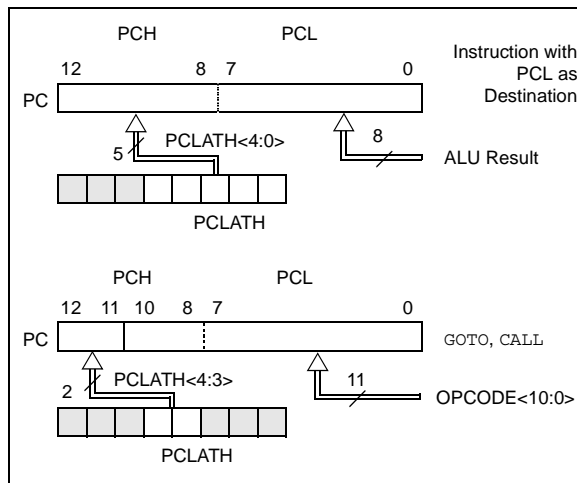 PCH PCL
12 8 7 0
Instruction with
PCL as
Destination
PC
5 PCLATH<4:0> 8
ALU Result
PCLATH
PCH PCL
12 11 10 8 7 0
PC GOTO, CALL
2 PCLATH<4:3> 11
OPCODE<10:0>
PCLATH